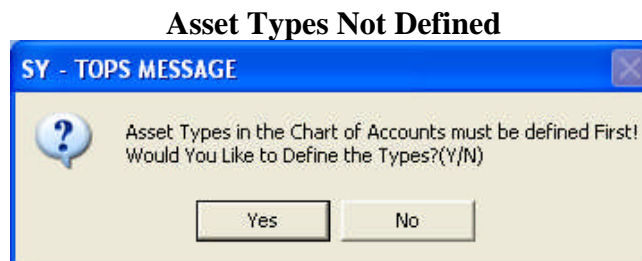 Asset Types Not Defined
SY - TOPS MESSAGE
Asset Types in the Chart of Accounts must be defined First!
Would You Like to Define the Types?(Y/N)
Yes No